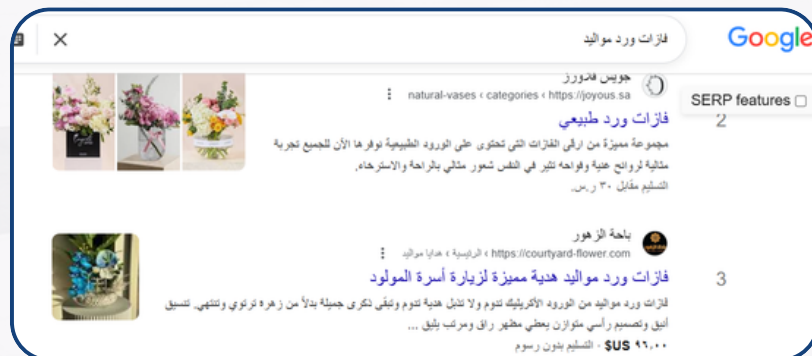 فازات ورد مواليد
Google
SERP features
جويس فلاورز
https://joyous.sa › categories › natural-vases
2
فازات ورد طبيعي
مجموعة مميزة من ارقى الفازات التي تحتوى على الورود الطبيعية نوفرها الأن للجميع تجربة
مثالية لروائح غنية وفواحه تثير في النفس شعور مثالي بالراحة والاسترخاء.
التسليم مقابل ٣٠ ر.س.
باحة الزهور
https://courtyard-flower.com › الرئيسية › هدايا مواليد
3
فازات ورد مواليد هدية مميزة لزيارة أسرة المولود
فازات ورد مواليد من الورود الأكريليك تدوم ولا تذبل هدية تدوم وتبقى ذكرى جميلة بدلاً من زهره ترتوي وتنتهي. تنسيق
أنيق وتصميم رأسي متوازن يعطي مظهر راق ومرتب يليق ...
٩٦,٠٠ US$ · التسليم بدون رسوم